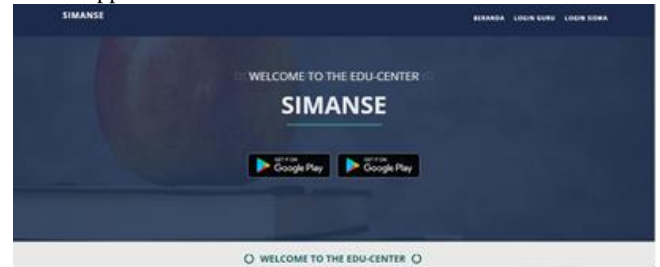 SIMANSE BERANDA LOGIN GURU LOGIN SISWA
WELCOME TO THE EDU-CENTER
SIMANSE
GET IT ON Google Play GET IT ON Google Play
WELCOME TO THE EDU-CENTER